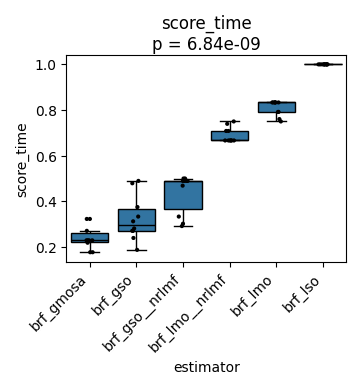 score_time
p = 6.84e-09
score_time
1.0
0.8
0.6
0.4
0.2
brf_gmosa
brf_gso
brf_gso__nrlmf
brf_lmo__nrlmf
brf_lmo
brf_lso
estimator